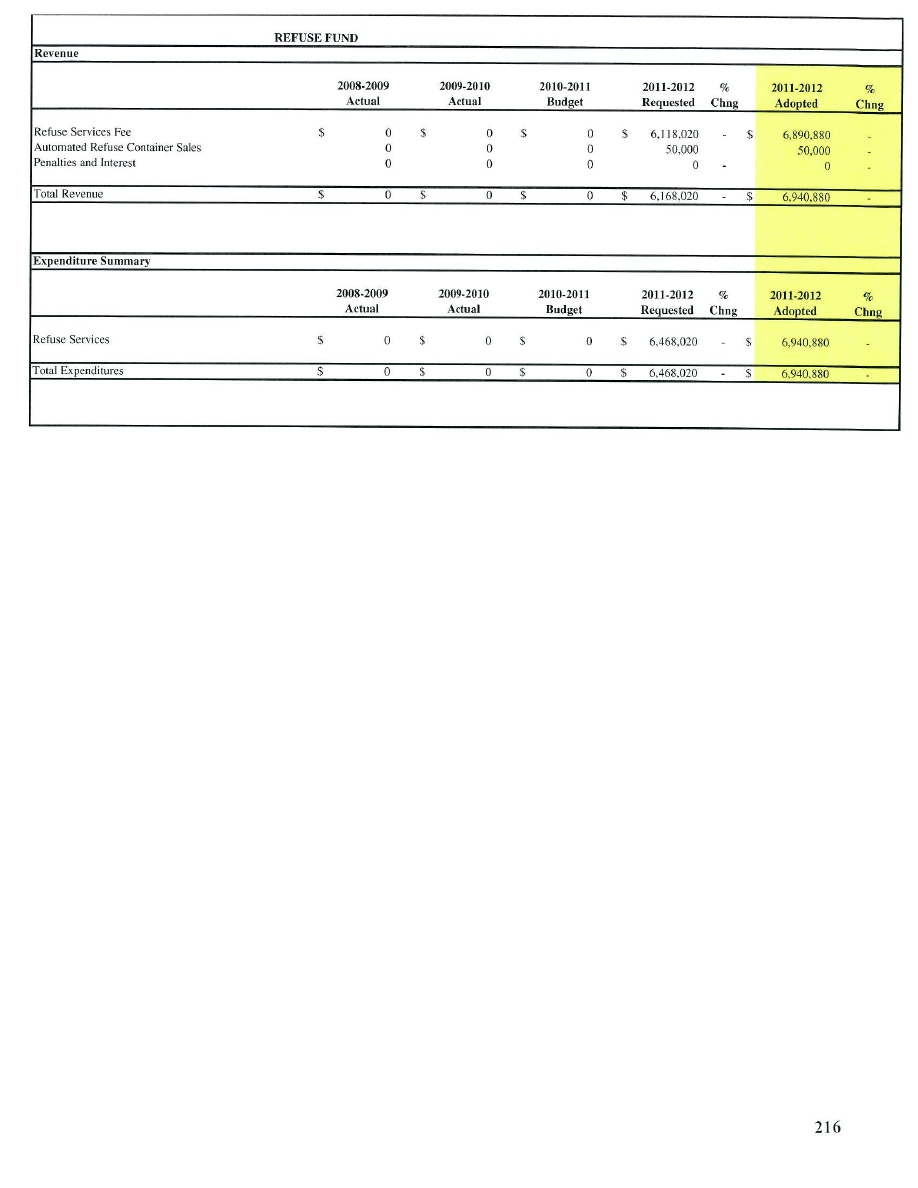 REFUSE FUND
Revenue
2008-2009 2009-2010 2010-2011 2011-2012 % 2011-2012 %
Actual Actual Budget Requested Chng Adopted Chng
Refuse Services Fee $ 0 $ 0 $ 0 $ 6,118,020 - $ 6,890,880 -
Automated Refuse Container Sales 0 0 0 50,000 50,000 -
Penalties and Interest 0 0 0 0 - 0 -
Total Revenue $ 0 $ 0 $ 0 $ 6,168,020 - $ 6,940,880 -
Expenditure Summary
2008-2009 2009-2010 2010-2011 2011-2012 % 2011-2012 %
Actual Actual Budget Requested Chng Adopted Chng
Refuse Services $ 0 $ 0 $ 0 $ 6,468,020 - $ 6,940,880 -
Total Expenditures $ 0 $ 0 $ 0 $ 6,468,020 - $ 6,940,880 -
216